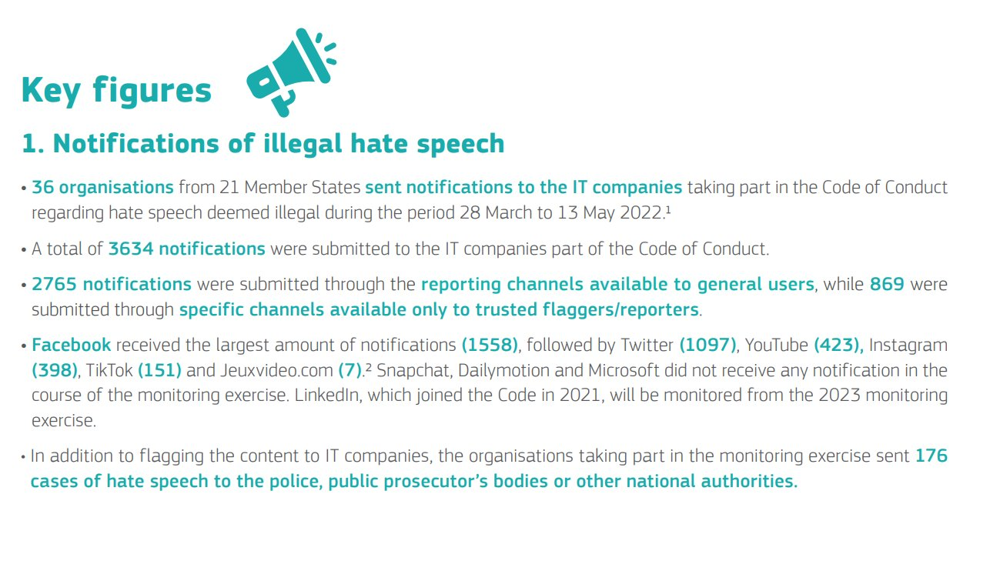 Key figures
1. Notifications of illegal hate speech
• 36 organisations from 21 Member States sent notifications to the IT companies taking part in the Code of Conduct
regarding hate speech deemed illegal during the period 28 March to 13 May 2022.¹
• A total of 3634 notifications were submitted to the IT companies part of the Code of Conduct.
• 2765 notifications were submitted through the reporting channels available to general users, while 869 were
submitted through specific channels available only to trusted flaggers/reporters.
• Facebook received the largest amount of notifications (1558), followed by Twitter (1097), YouTube (423), Instagram
(398), TikTok (151) and Jeuxvideo.com (7).² Snapchat, Dailymotion and Microsoft did not receive any notification in the
course of the monitoring exercise. LinkedIn, which joined the Code in 2021, will be monitored from the 2023 monitoring
exercise.
• In addition to flagging the content to IT companies, the organisations taking part in the monitoring exercise sent 176
cases of hate speech to the police, public prosecutor's bodies or other national authorities.